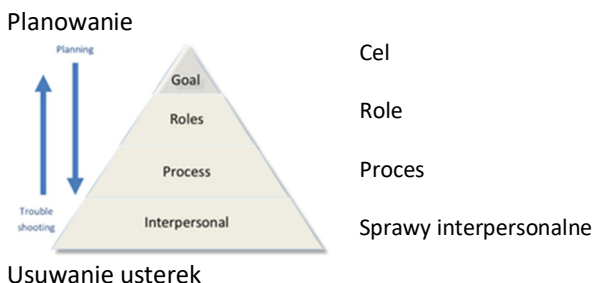 Planowanie
Planning
Cel
Goal
Role
Roles
Proces
Process
Trouble
shooting
Interpersonal
Sprawy interpersonalne
Usuwanie usterek